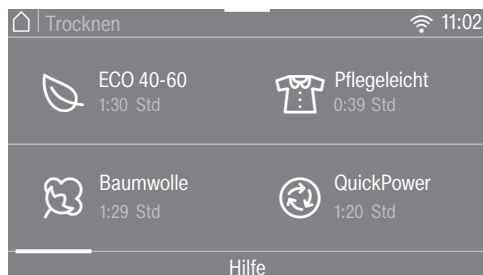 Trocknen 11:02
ECO 40-60 Pflegeleicht
1:30 Std 0:39 Std
Baumwolle QuickPower
1:29 Std 1:20 Std
Hilfe